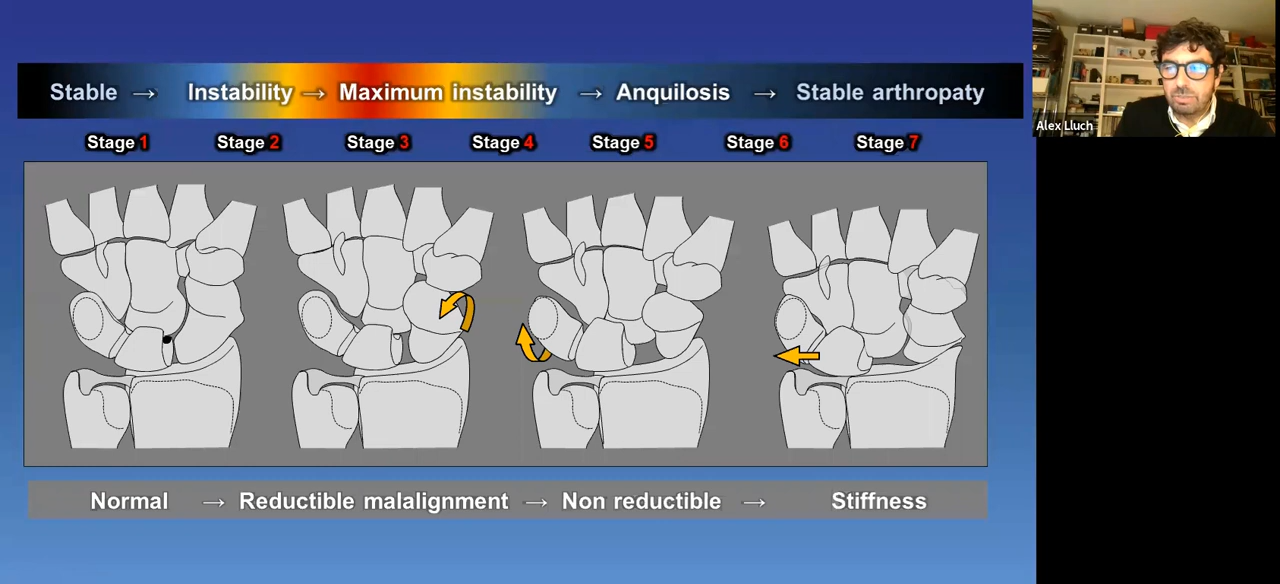 Stable → Instability → Maximum instability → Anquilosis → Stable arthropaty
Stage 1 Stage 2 Stage 3 Stage 4 Stage 5 Stage 6 Stage 7
Normal → Reductible malalignment → Non reductible → Stiffness
Alex Lluch